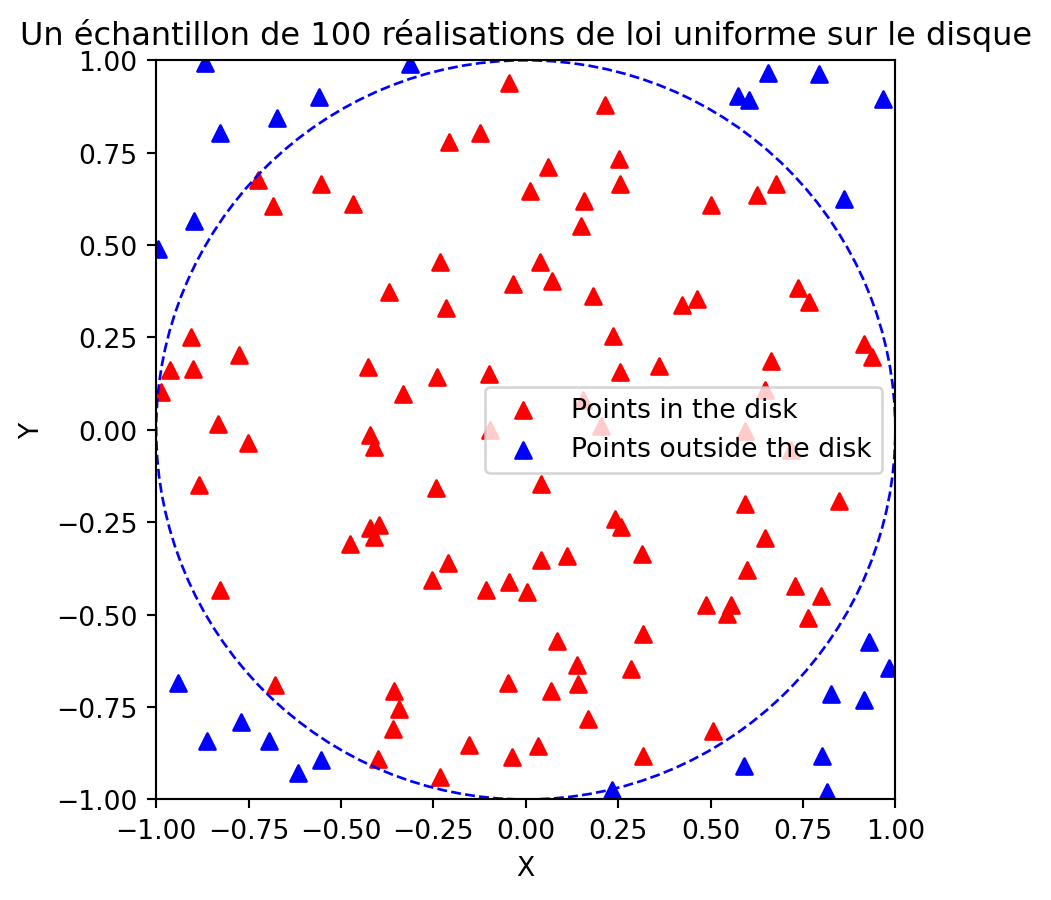 Un échantillon de 100 réalisations de loi uniforme sur le disque
1.00
0.75
0.50
0.25
0.00
−0.25
−0.50
−0.75
−1.00
Y
Points in the disk
Points outside the disk
−1.00 −0.75 −0.50 −0.25 0.00 0.25 0.50 0.75 1.00
X